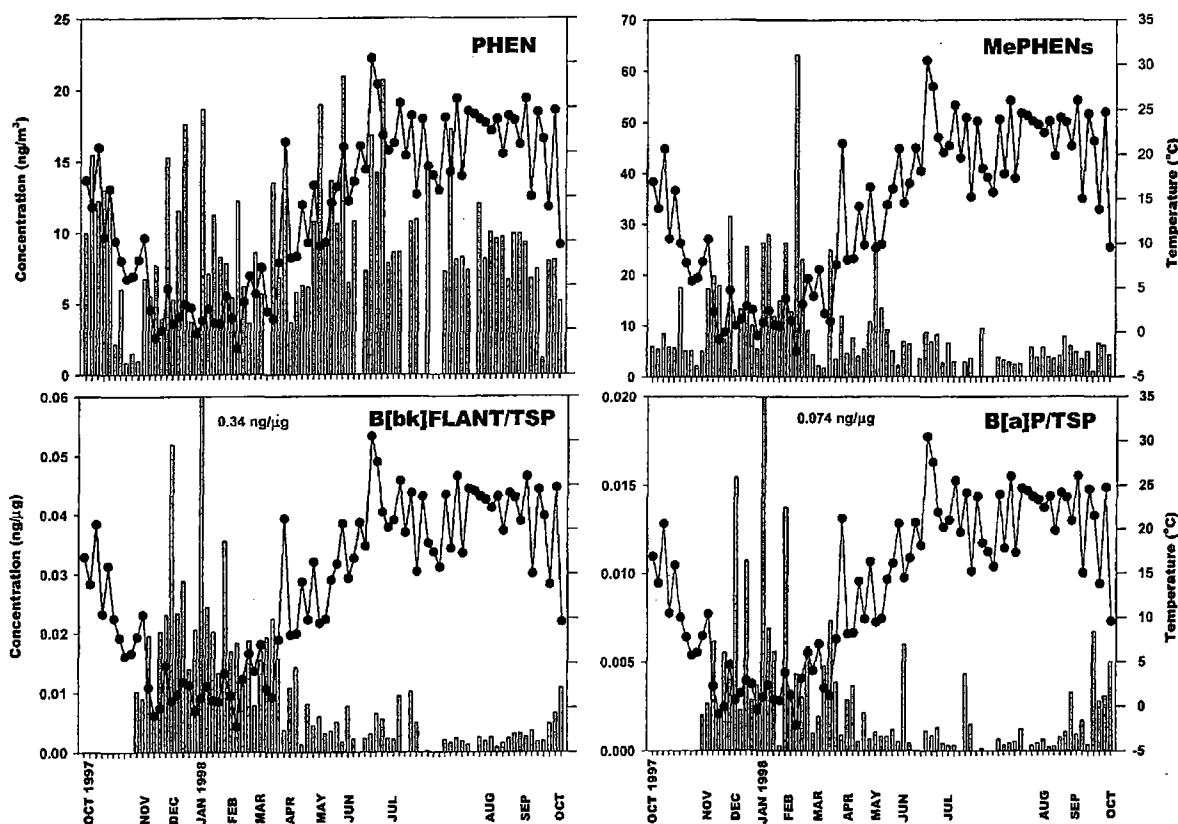 PHEN
25
20
15
10
5
0
Concentration (ng/m³)
MePHENs
70
60
50
40
30
20
10
0
35
30
25
20
15
10
5
0
-5
Temperature (°C)
B[bk]FLANT/TSP
0.34 ng/µg
0.06
0.05
0.04
0.03
0.02
0.01
0.00
Concentration (ng/µg)
OCT 1997
NOV
DEC
JAN 1998
FEB
MAR
APR
MAY
JUN
JUL
AUG
SEP
OCT
B[a]P/TSP
0.074 ng/µg
0.020
0.015
0.010
0.005
0.000
35
30
25
20
15
10
5
0
-5
Temperature (°C)
OCT 1997
NOV
DEC
JAN 1998
FEB
MAR
APR
MAY
JUN
JUL
AUG
SEP
OCT